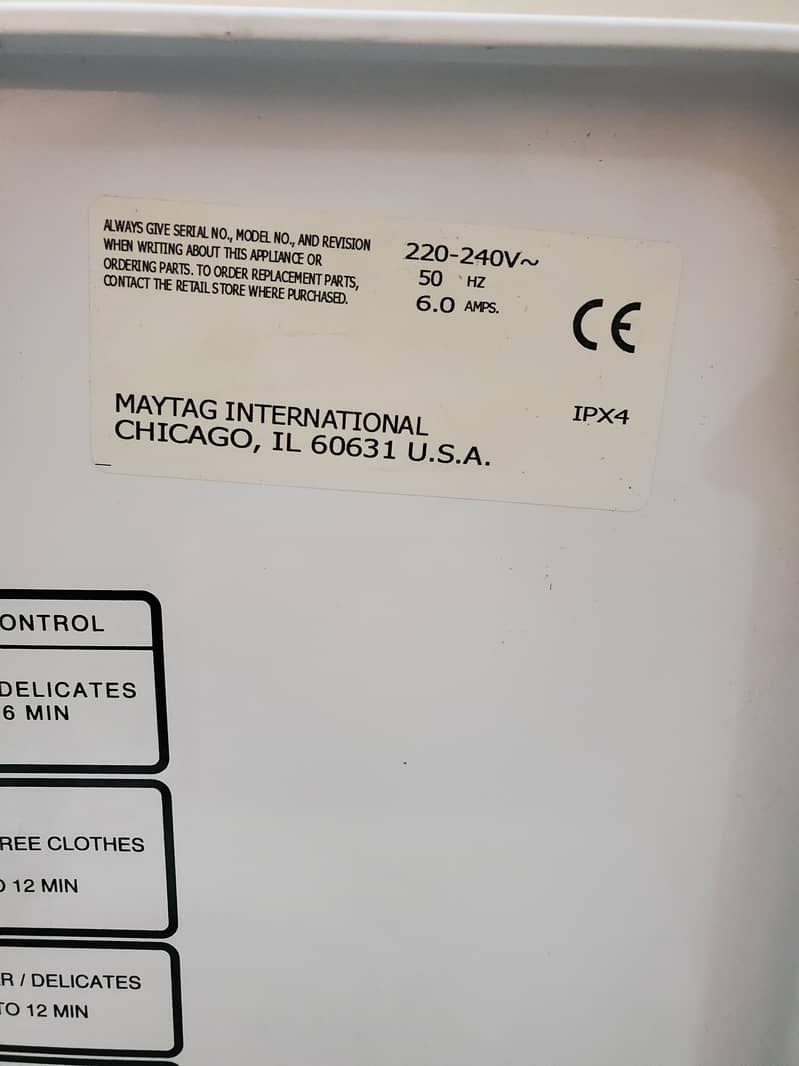 ALWAYS GIVE SERIAL NO., MODEL NO., AND REVISION
WHEN WRITING ABOUT THIS APPLIANCE OR
ORDERING PARTS. TO ORDER REPLACEMENT PARTS,
CONTACT THE RETAIL STORE WHERE PURCHASED.
220-240V~
50 HZ
6.0 AMPS.
CE
IPX4
MAYTAG INTERNATIONAL
CHICAGO, IL 60631 U.S.A.
ONTROL
DELICATES
6 MIN
REE CLOTHES
O 12 MIN
R / DELICATES
TO 12 MIN